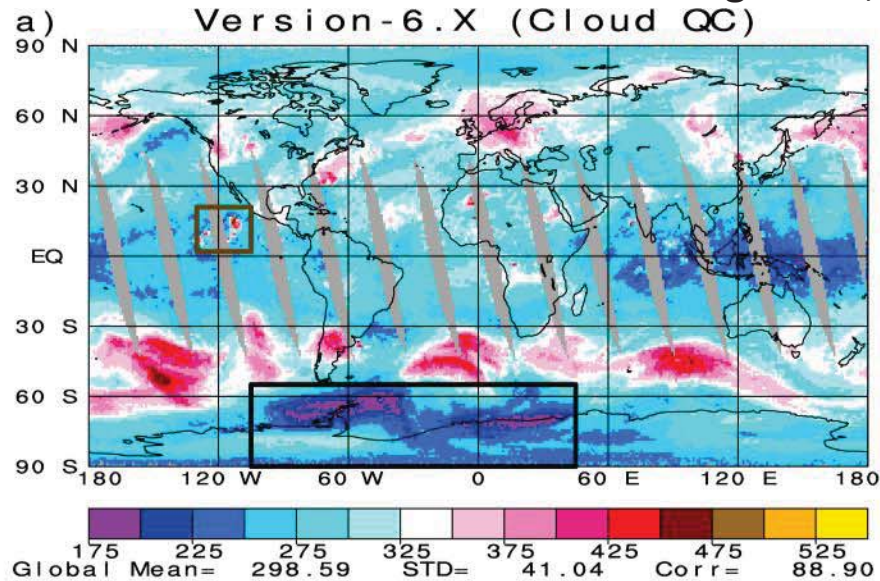 a) Version-6.X (Cloud QC)
90 N
60 N
30 N
EQ
30 S
60 S
90 S
180 120 W 60 W 0 60 E 120 E 180
175 225 275 325 375 425 475 525
Global Mean= 298.59 STD= 41.04 Corr= 88.90